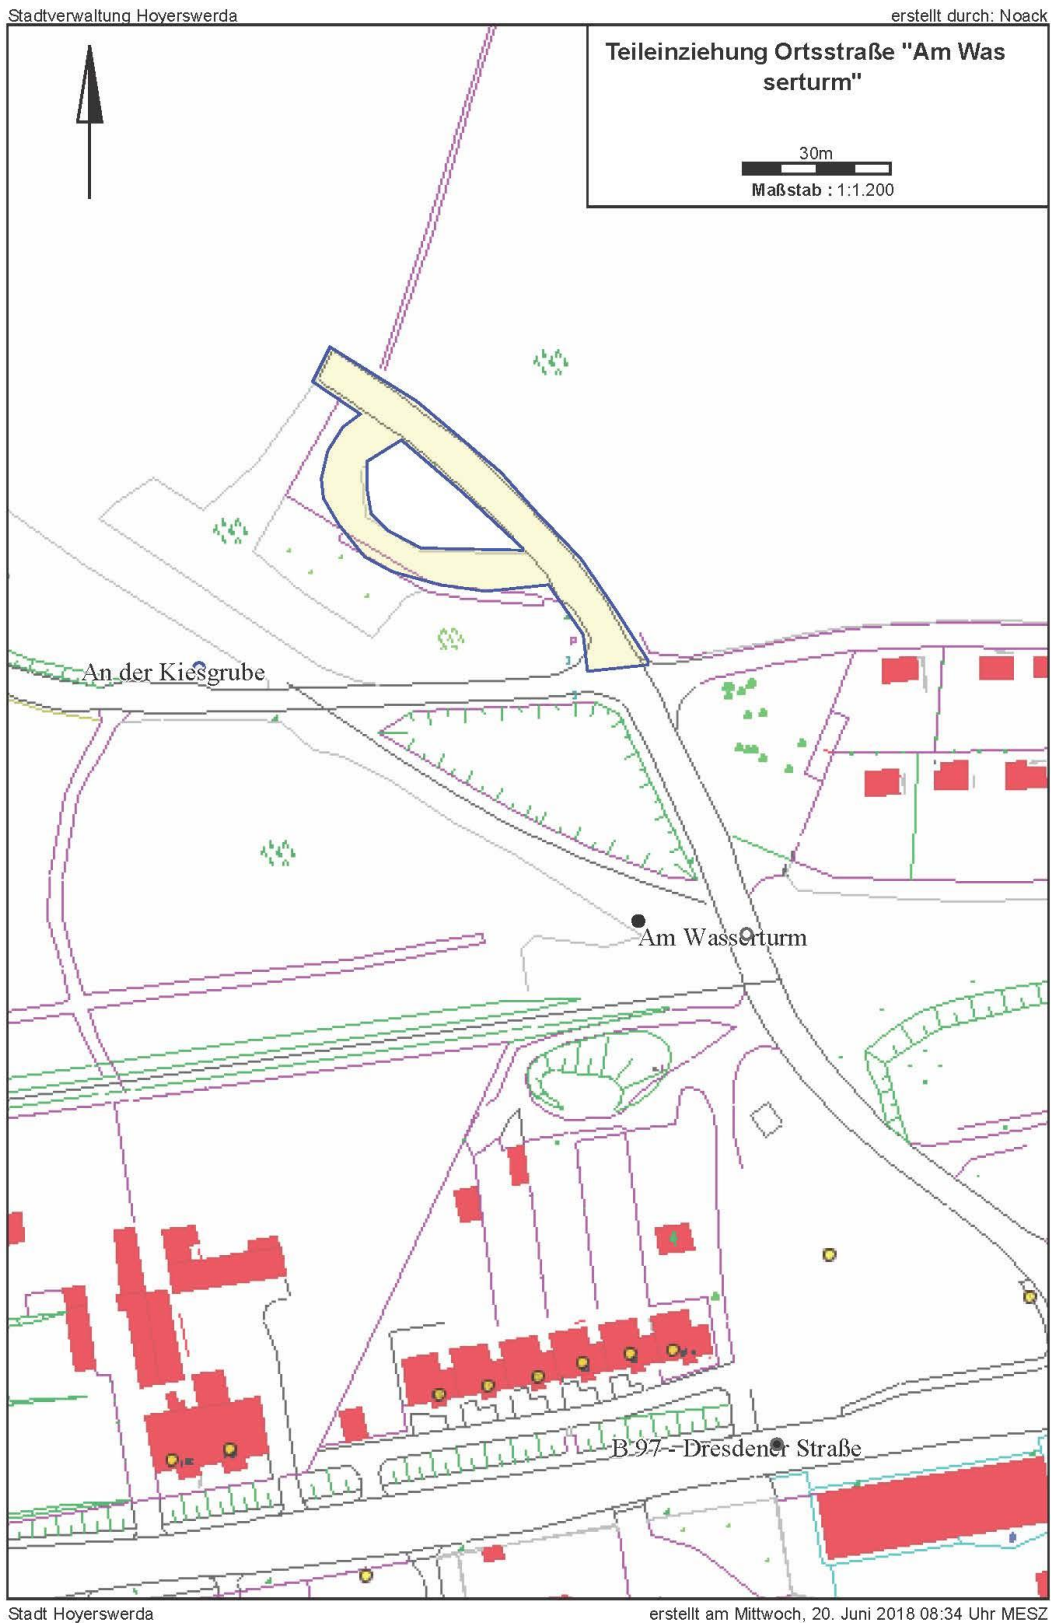 Stadtverwaltung Hoyerswerda
erstellt durch: Noack
Teileinziehung Ortsstraße "Am Was
serturm"
30m
Maßstab : 1:1.200
An der Kiesgrube
Am Wasserturm
B 97 - Dresdener Straße
Stadt Hoyerswerda
erstellt am Mittwoch, 20. Juni 2018 08:34 Uhr MESZ